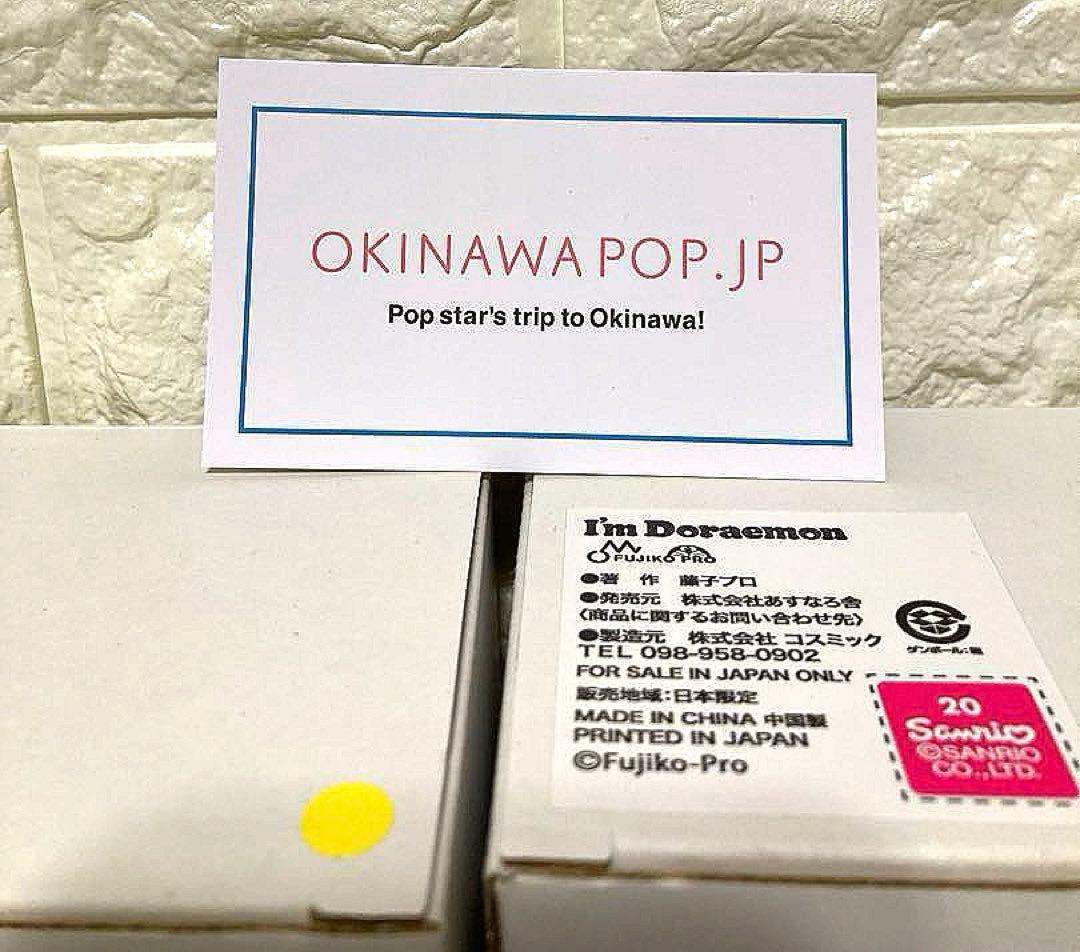 OKINAWA POP.JP
Pop star's trip to Okinawa!
I'm Doraemon
FUJIKO PRO
●著 作 藤子プロ
●発売元 株式会社あすなろ舎
〈商品に関するお問い合わせ先〉
●製造元 株式会社 コスミック
TEL 098-958-0902
FOR SALE IN JAPAN ONLY
販売地域:日本限定
MADE IN CHINA 中国製
PRINTED IN JAPAN
©Fujiko-Pro
ダンボール:箱
20
Sanrio
©SANRIO
CO.,LTD.